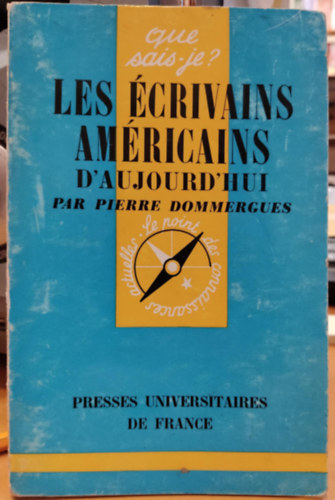 que
sais-je?
LES ÉCRIVAINS
AMÉRICAINS
D'AUJOURD'HUI
PAR PIERRE DOMMERGUES
le point des connaissances actuelles
PRESSES UNIVERSITAIRES
DE FRANCE